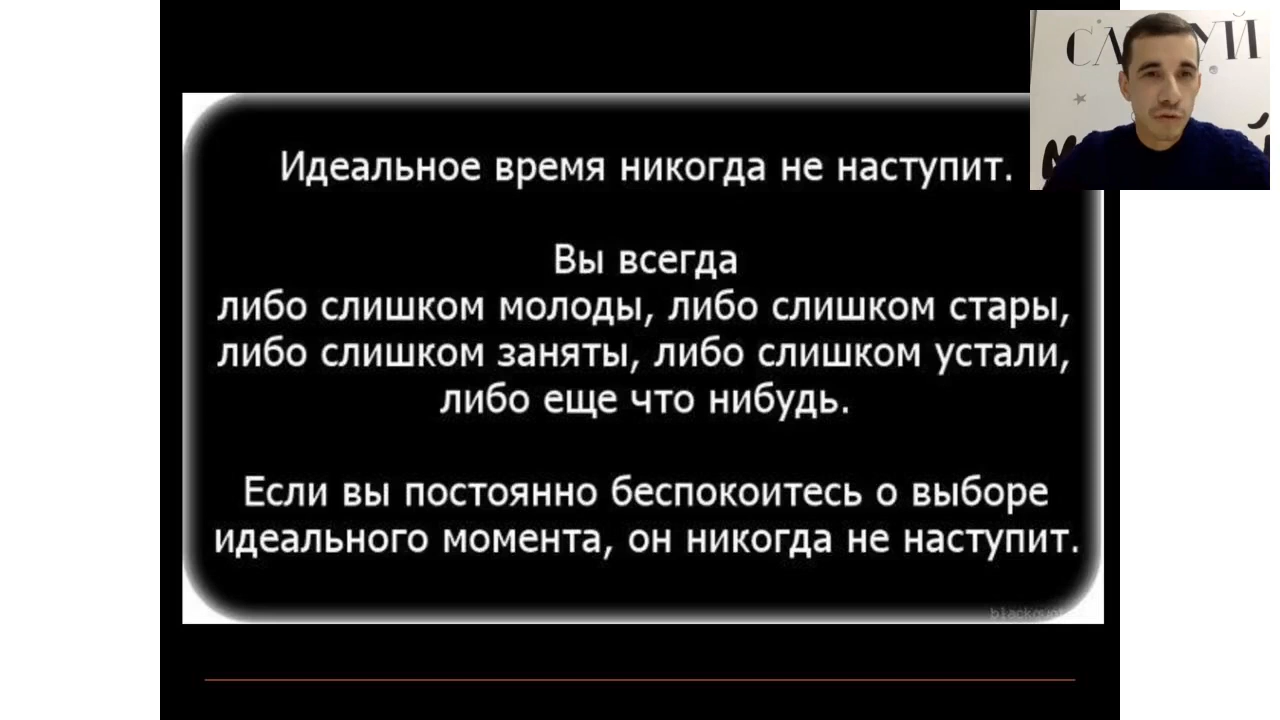 Идеальное время никогда не наступит.
Вы всегда
либо слишком молоды, либо слишком стары,
либо слишком заняты, либо слишком устали,
либо еще что нибудь.
Если вы постоянно беспокоитесь о выборе
идеального момента, он никогда не наступит.